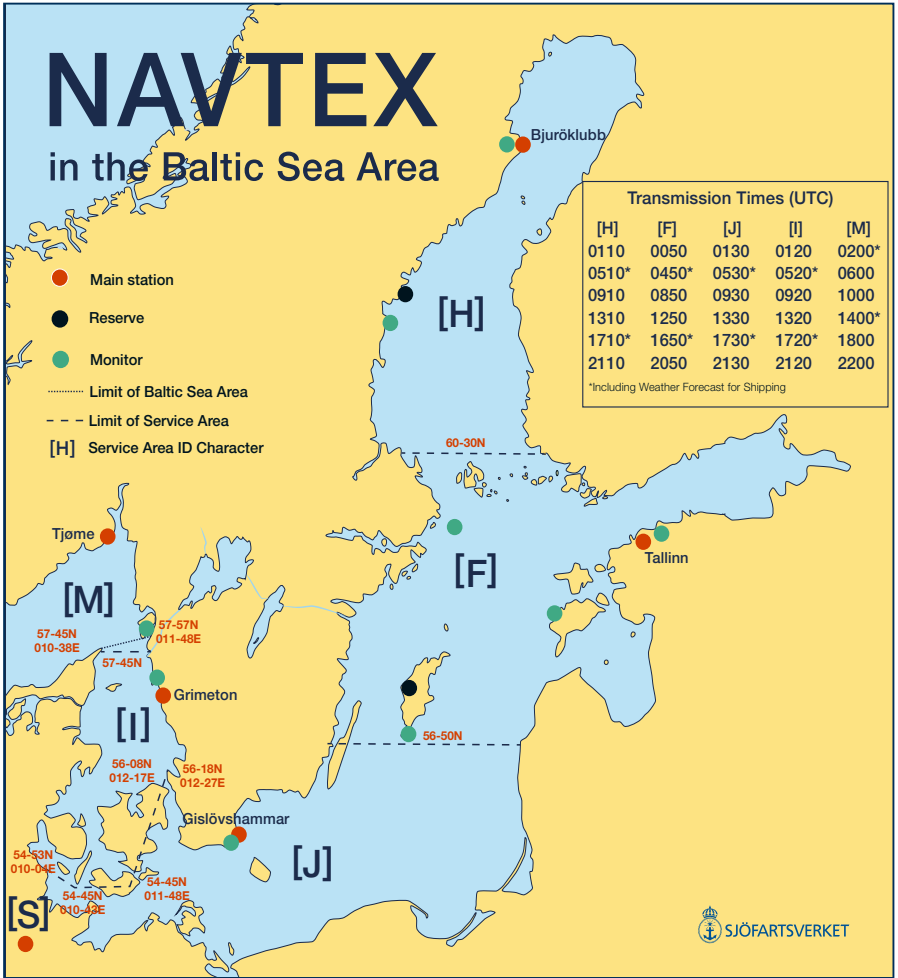 NAVTEX
in the Baltic Sea Area
Bjuröklubb
Transmission Times (UTC)
[H] [F] [J] [I] [M]
0110 0050 0130 0120 0200*
0510* 0450* 0530* 0520* 0600
0910 0850 0930 0920 1000
1310 1250 1330 1320 1400*
1710* 1650* 1730* 1720* 1800
2110 2050 2130 2120 2200
*Including Weather Forecast for Shipping
Main station
Reserve
Monitor
Limit of Baltic Sea Area
Limit of Service Area
[H] Service Area ID Character
[H]
60-30N
Tjøme
Tallinn
[F]
[M]
57-45N
010-38E
57-57N
011-48E
57-45N
Grimeton
[I]
56-50N
56-08N
012-17E
56-18N
012-27E
Gislövshammar
[J]
54-53N
010-04E
54-45N
010-43E
54-45N
011-48E
[S]
SJÖFARTSVERKET